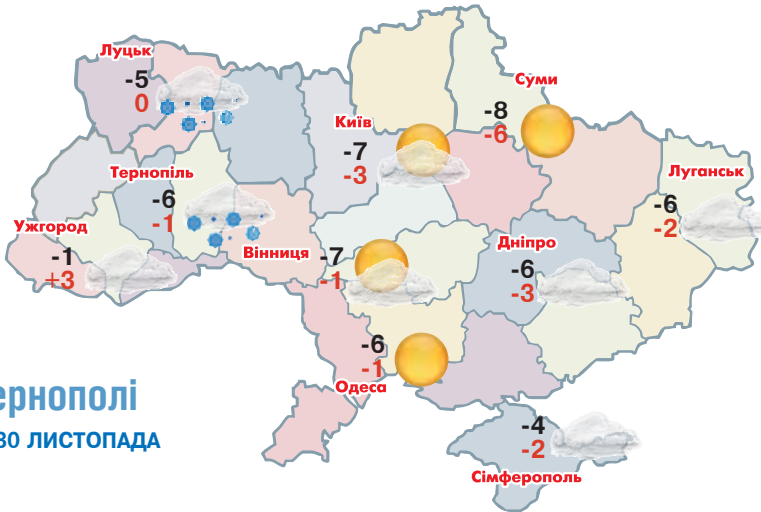 Луцьк
-5
0
Суми
-8
-6
Київ
-7
-3
Тернопіль
-6
-1
Луганськ
-6
-2
Ужгород
-1
+3
Вінниця
-7
-1
Дніпро
-6
-3
-6
-1
Одеса
ернополі
30 ЛИСТОПАДА
-4
-2
Сімферополь